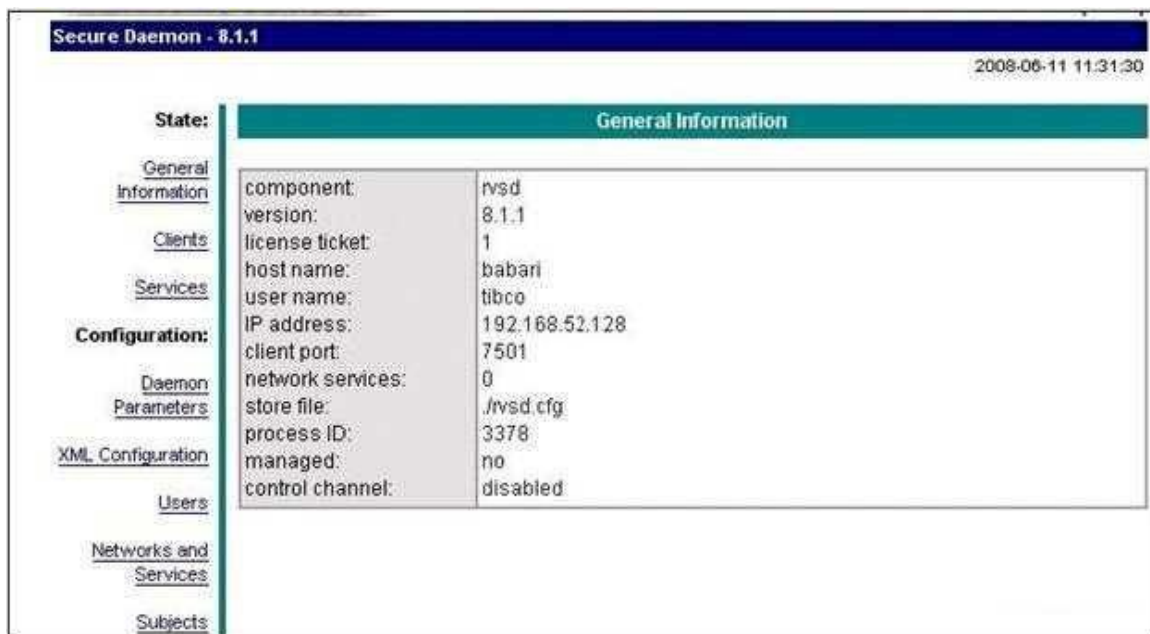 Secure Daemon - 8.1.1
2008-06-11 11:31:30
State:
General
Information
Clients
Services
Configuration:
Daemon
Parameters
XML Configuration
Users
Networks and
Services
Subjects
General Information
component: rvsd
version: 8.1.1
license ticket: 1
host name: babari
user name: tibco
IP address: 192.168.52.128
client port: 7501
network services: 0
store file: ./rvsd.cfg
process ID: 3378
managed: no
control channel: disabled